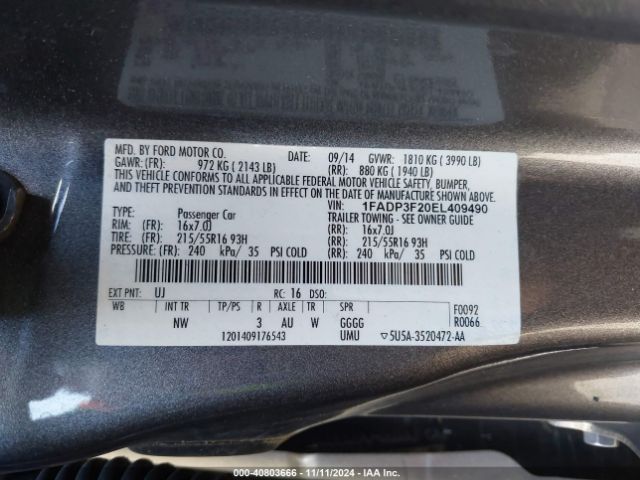 MFD. BY FORD MOTOR CO. DATE: 09/14 GVWR: 1810 KG ( 3990 LB)
GAWR: (FR): 972 KG ( 2143 LB) (RR): 880 KG ( 1940 LB)
THIS VEHICLE CONFORMS TO ALL APPLICABLE FEDERAL MOTOR VEHICLE SAFETY, BUMPER,
AND THEFT PREVENTION STANDARDS IN EFFECT ON THE DATE OF MANUFACTURE SHOWN ABOVE.
VIN: 1FADP3F20EL409490
TYPE: Passenger Car TRAILER TOWING - SEE OWNER GUIDE
RIM: (FR): 16x7.0J (RR): 16x7.0J
TIRE: (FR): 215/55R16 93H (RR): 215/55R16 93H
PRESSURE: (FR): 240 kPa/ 35 PSI COLD (RR): 240 kPa/ 35 PSI COLD
EXT PNT: UJ RC: 16 DSO:
WB INT TR TP/PS R AXLE TR SPR F0092
NW 3 AU W GGGG R0066
1201409176543 UMU ▽5U5A-3520472-AA
000-40803666 - 11/11/2024 - IAA Inc.